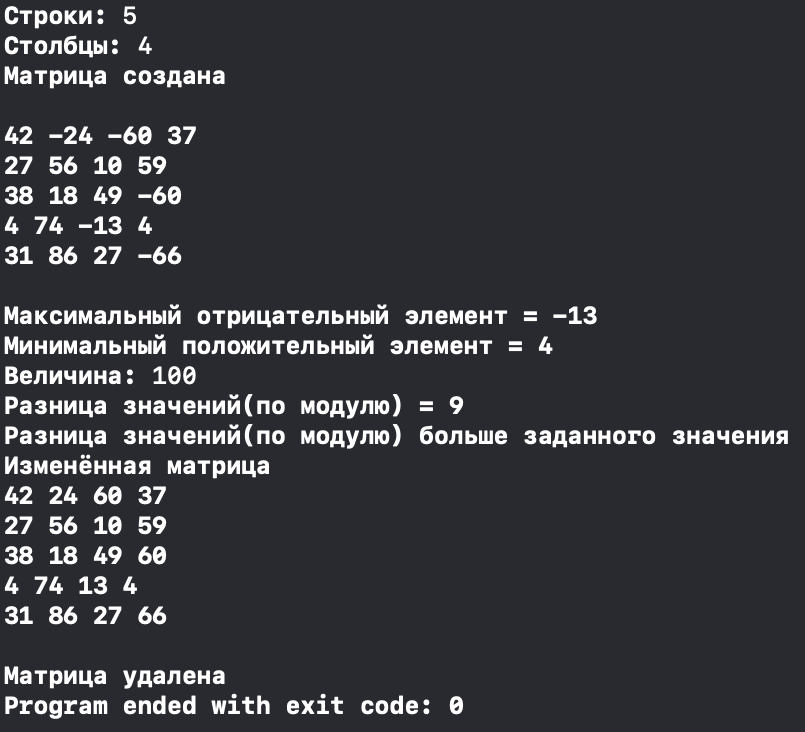 Строки: 5
Столбцы: 4
Матрица создана
42 -24 -60 37
27 56 10 59
38 18 49 -60
4 74 -13 4
31 86 27 -66
Максимальный отрицательный элемент = -13
Минимальный положительный элемент = 4
Величина: 100
Разница значений(по модулю) = 9
Разница значений(по модулю) больше заданного значения
Изменённая матрица
42 24 60 37
27 56 10 59
38 18 49 60
4 74 13 4
31 86 27 66
Матрица удалена
Program ended with exit code: 0